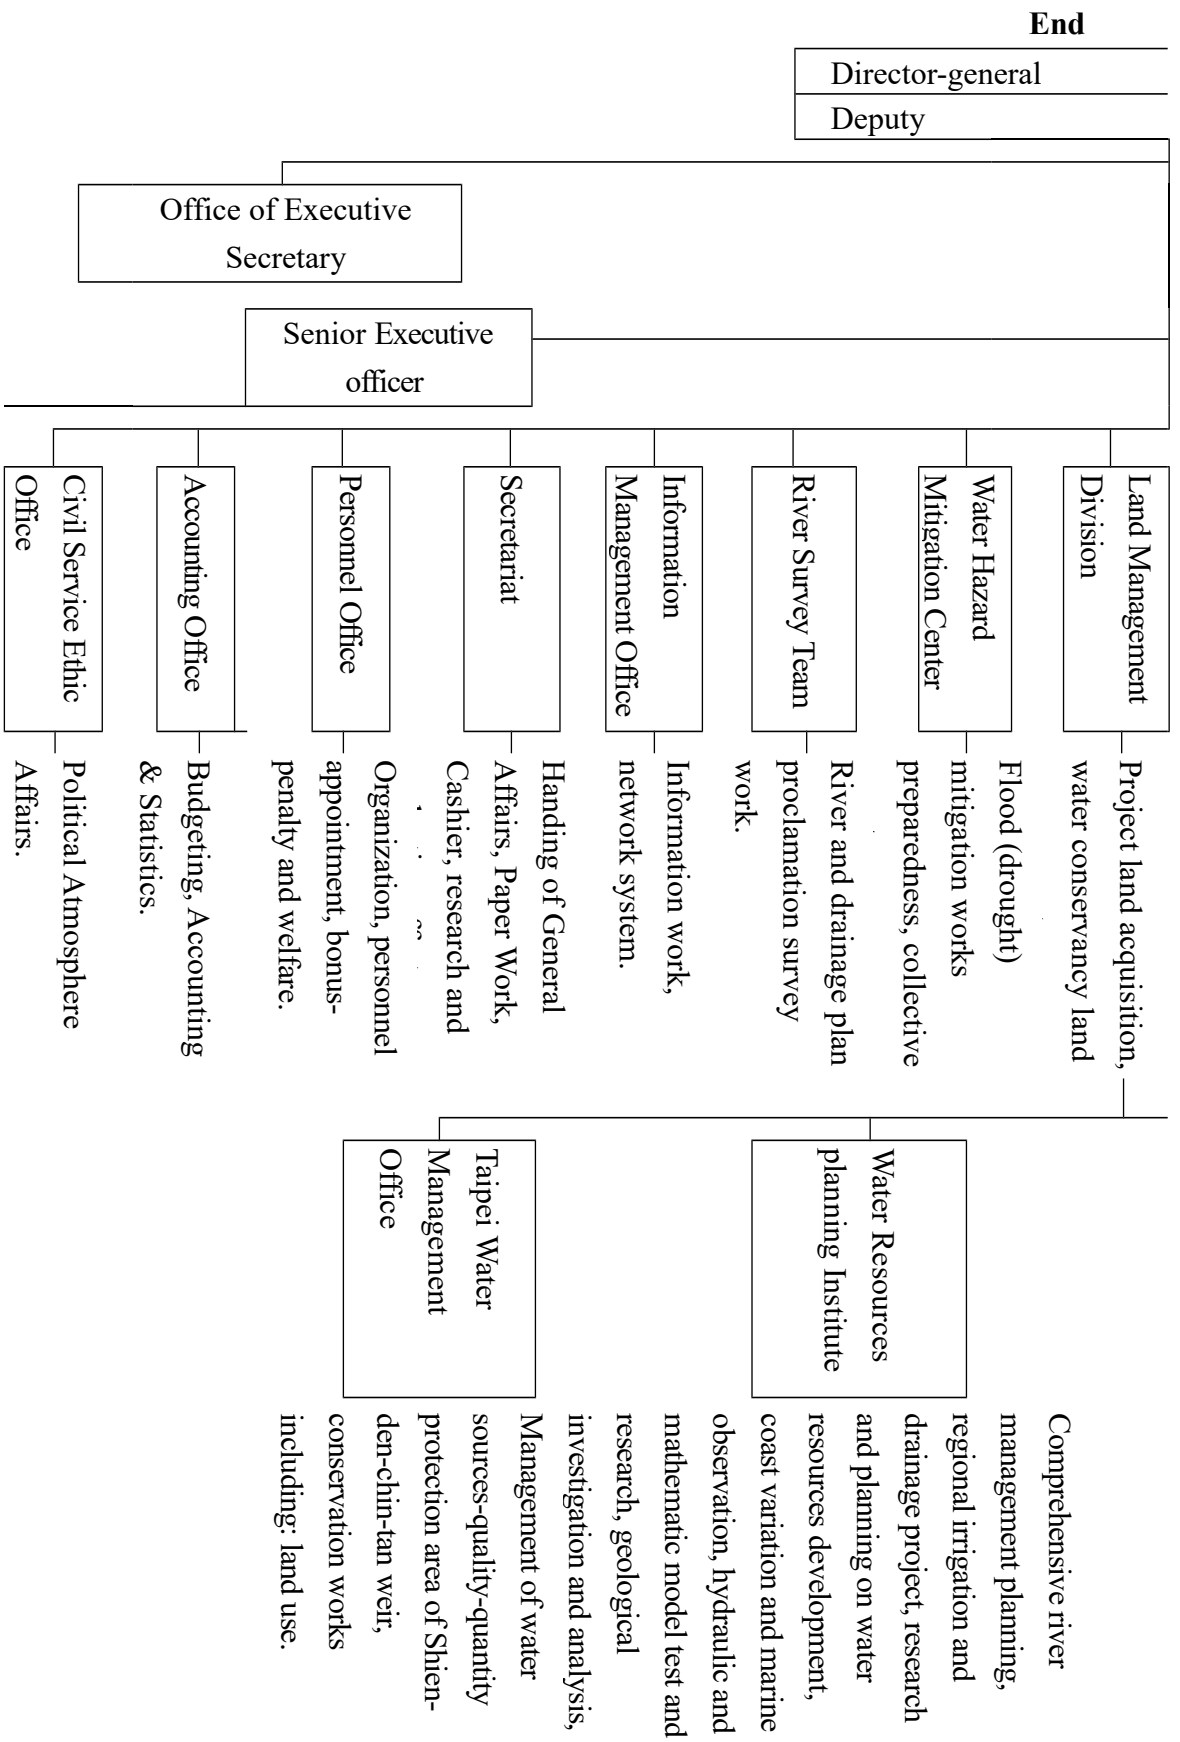 End
Director-general
Deputy
Office of Executive
Secretary
Senior Executive
officer
Land Management
Division
Water Hazard
Mitigation Center
River Survey Team
Information
Management Office
Secretariat
Personnel Office
Accounting Office
Civil Service Ethic
Office
Project land acquisition,
water conservancy land
Flood (drought)
mitigation works
preparedness, collective
River and drainage plan
proclamation survey
work.
Information work,
network system.
Handing of General
Affairs, Paper Work,
Cashier, research and
Organization, personnel
appointment, bonus-
penalty and welfare.
Budgeting, Accounting
& Statistics.
Political Atmosphere
Affairs.
Water Resources
planning Institute
Taipei Water
Management
Office
Comprehensive river
management planning,
regional irrigation and
drainage project, research
and planning on water
resources development,
coast variation and marine
observation, hydraulic and
mathematic model test and
research, geological
investigation and analysis,
Management of water
sources-quality-quantity
protection area of Shien-
den-chin-tan weir,
conservation works
including: land use.